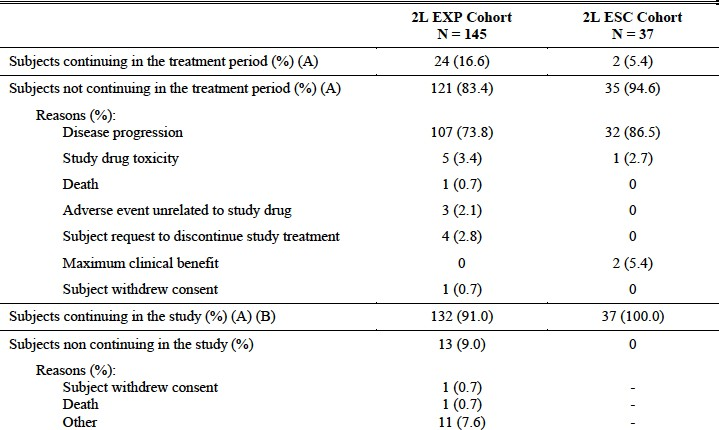 2L EXP Cohort 2L ESC Cohort
N = 145 N = 37
Subjects continuing in the treatment period (%) (A) 24 (16.6) 2 (5.4)
Subjects not continuing in the treatment period (%) (A) 121 (83.4) 35 (94.6)
Reasons (%):
Disease progression 107 (73.8) 32 (86.5)
Study drug toxicity 5 (3.4) 1 (2.7)
Death 1 (0.7) 0
Adverse event unrelated to study drug 3 (2.1) 0
Subject request to discontinue study treatment 4 (2.8) 0
Maximum clinical benefit 0 2 (5.4)
Subject withdrew consent 1 (0.7) 0
Subjects continuing in the study (%) (A) (B) 132 (91.0) 37 (100.0)
Subjects non continuing in the study (%) 13 (9.0) 0
Reasons (%):
Subject withdrew consent 1 (0.7) -
Death 1 (0.7) -
Other 11 (7.6) -